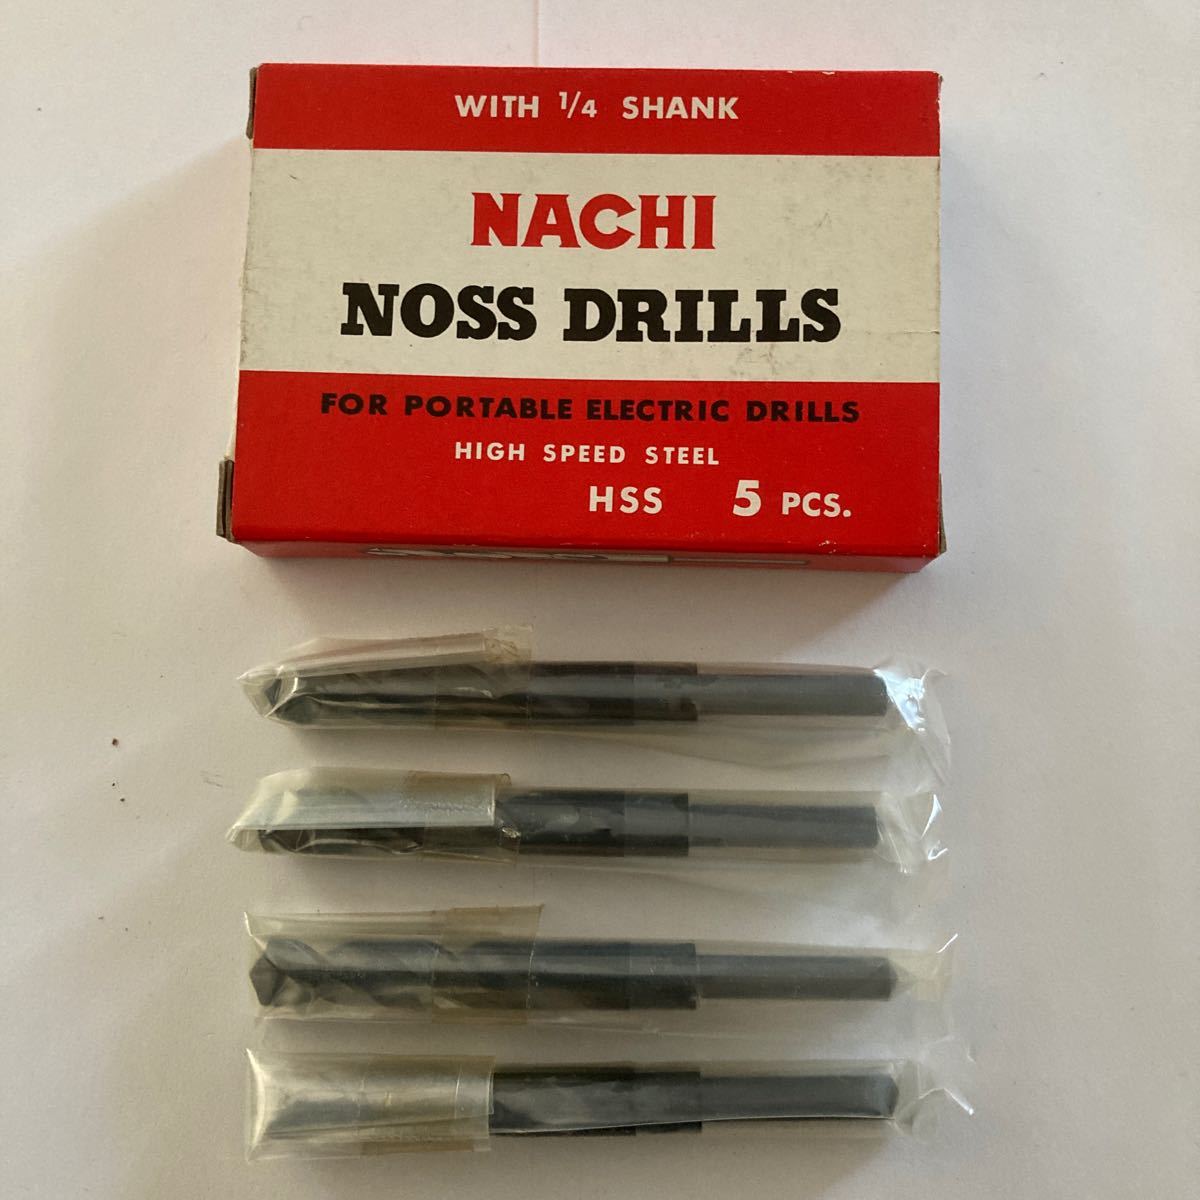 WITH 1/4 SHANK
NACHI
NOSS DRILLS
FOR PORTABLE ELECTRIC DRILLS
HIGH SPEED STEEL
HSS 5 PCS.